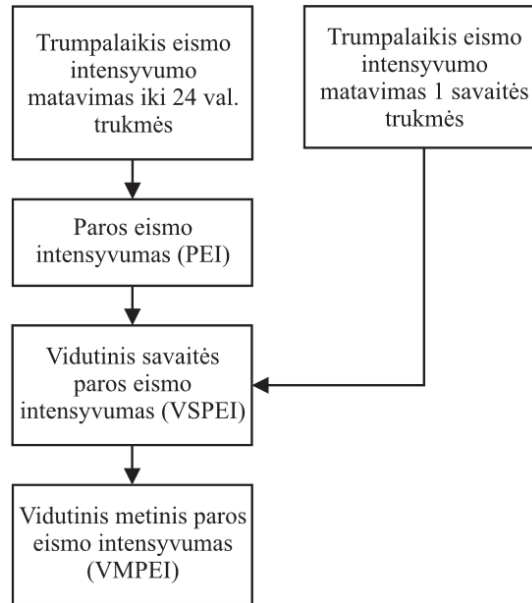 Trumpalaikis eismo
intensyvumo
matavimas iki 24 val.
trukmės
Trumpalaikis eismo
intensyvumo
matavimas 1 savaitės
trukmės
Paros eismo
intensyvumas (PEI)
Vidutinis savaitės
paros eismo
intensyvumas (VSPEI)
Vidutinis metinis paros
eismo intensyvumas
(VMPEI)